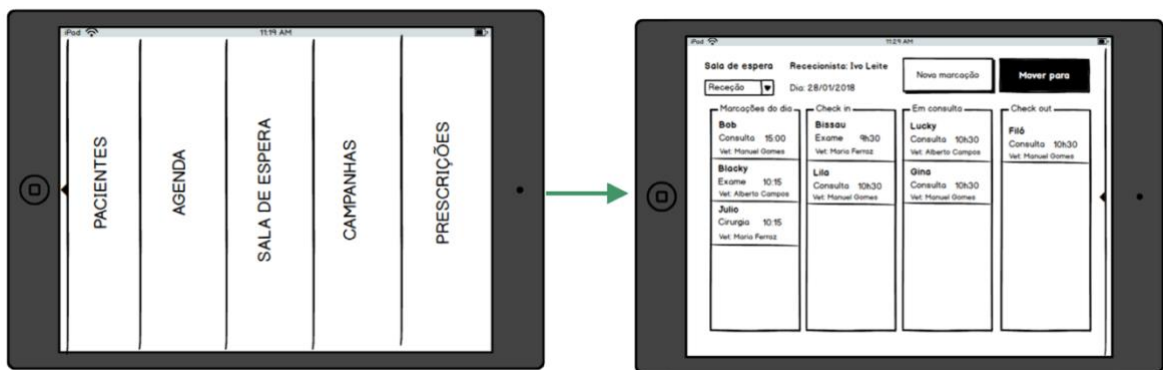 iPod
11:19 AM
PACIENTES
AGENDA
SALA DE ESPERA
CAMPANHAS
PRESCRIÇÕES
iPod
11:29 AM
Sala de espera
Rececionista: Ivo Leite
Receção
Dia: 28/01/2018
Nova marcação
Mover para
Marcações do dia
Bob
Consulta 15:00
Vet: Manuel Gomes
Blacky
Exame 10:15
Vet: Alberto Campos
Julio
Cirurgia 10:15
Vet: Maria Ferraz
Check in
Bissau
Exame 9h30
Vet: Maria Ferraz
Lila
Consulta 10h30
Vet: Manuel Gomes
Em consulta
Lucky
Consulta 10h30
Vet: Alberto Campos
Gina
Consulta 10h30
Vet: Manuel Gomes
Check out
Filó
Consulta 10h30
Vet: Manuel Gomes